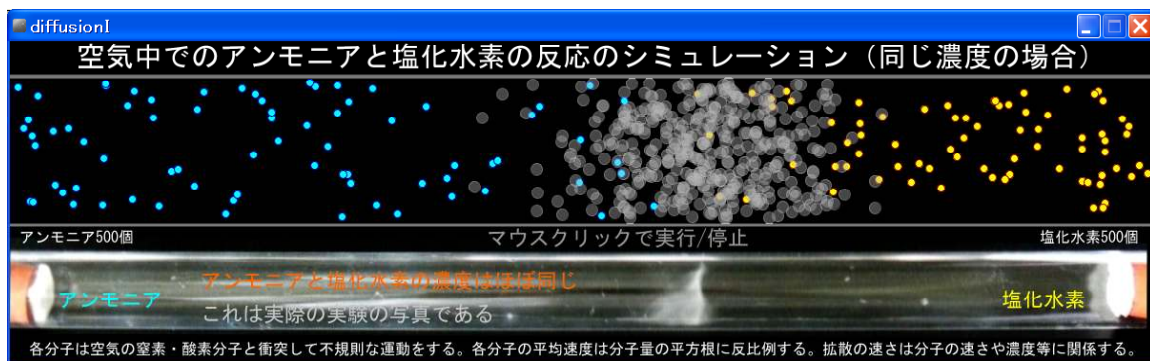 diffusionI
空気中でのアンモニアと塩化水素の反応のシミュレーション（同じ濃度の場合）
アンモニア500個
マウスクリックで実行/停止
塩化水素500個
アンモニアと塩化水素の濃度はほぼ同じ
アンモニア
塩化水素
これは実際の実験の写真である
各分子は空気の窒素・酸素分子と衝突して不規則な運動をする。各分子の平均速度は分子量の平方根に反比例する。拡散の速さは分子の速さや濃度等に関係する。